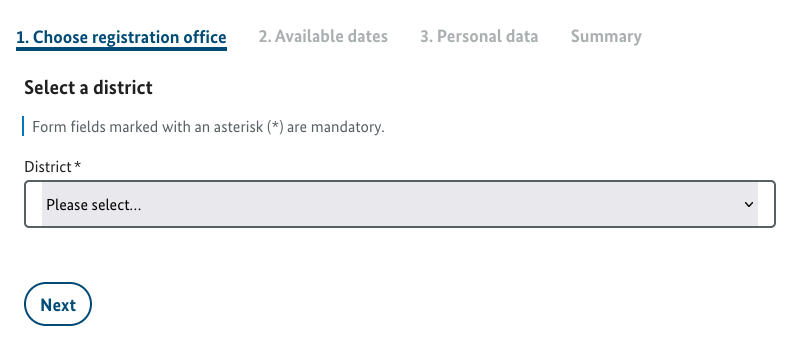 1. Choose registration office 2. Available dates 3. Personal data Summary
Select a district
Form fields marked with an asterisk (*) are mandatory.
District *
Please select...
Next